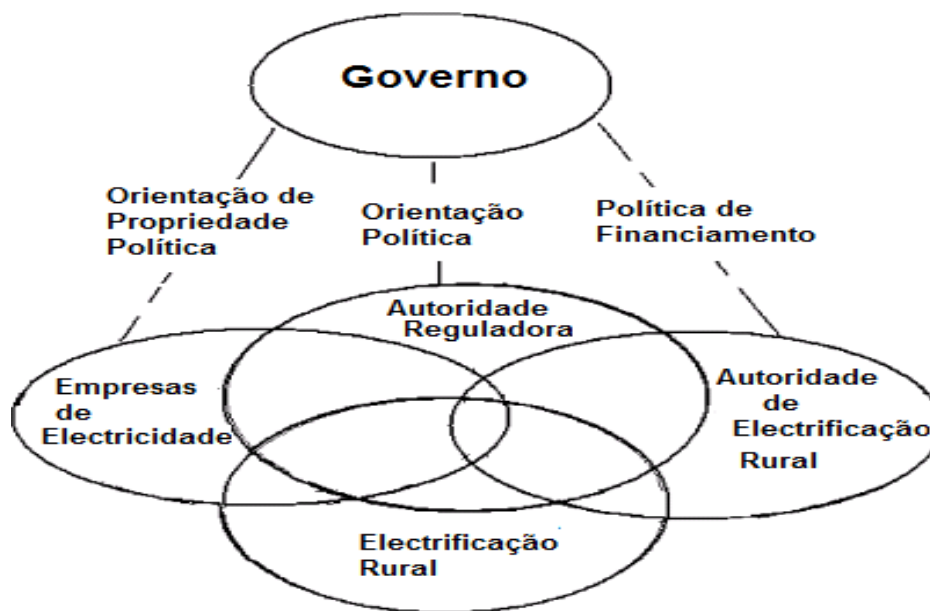 Governo
Orientação de
Propriedade
Política
Orientação
Política
Política de
Financiamento
Autoridade
Reguladora
Empresas
de
Electricidade
Autoridade
de
Electrificação
Rural
Electrificação
Rural